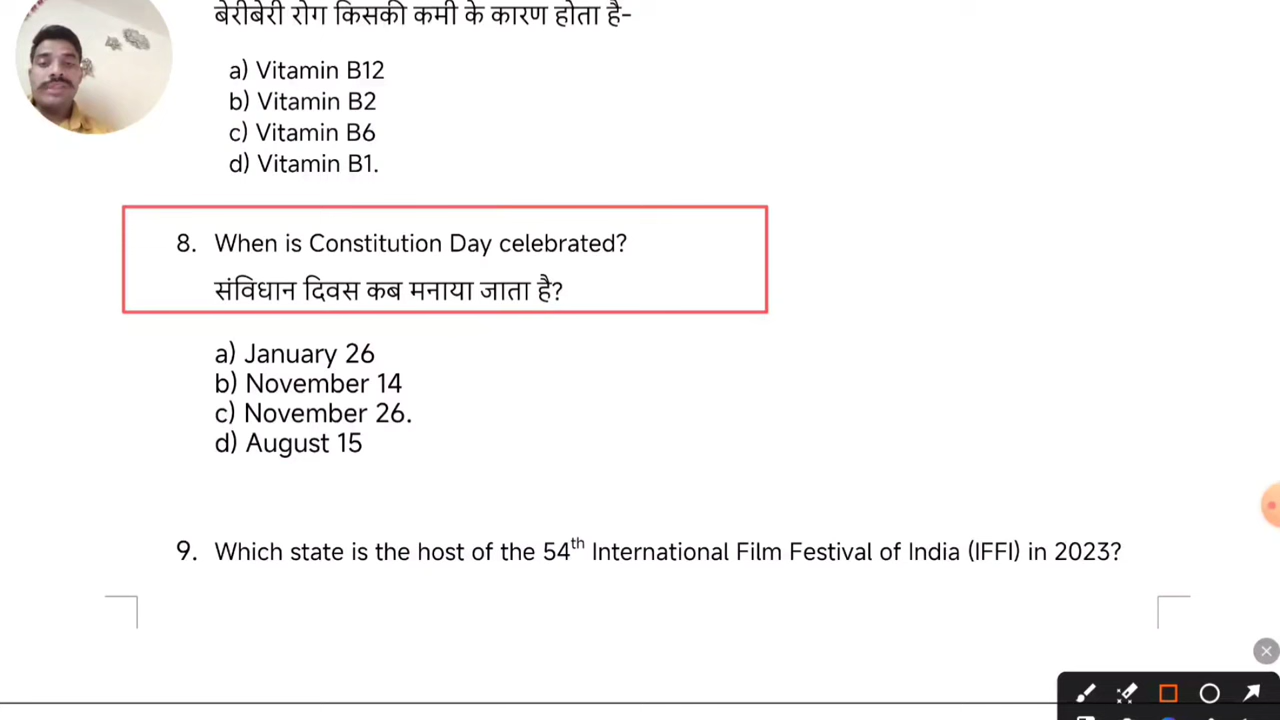 बेरीबेरी रोग किसकी कमी के कारण होता है-
a) Vitamin B12
b) Vitamin B2
c) Vitamin B6
d) Vitamin B1.
8. When is Constitution Day celebrated?
संविधान दिवस कब मनाया जाता है?
a) January 26
b) November 14
c) November 26.
d) August 15
9. Which state is the host of the 54th International Film Festival of India (IFFI) in 2023?